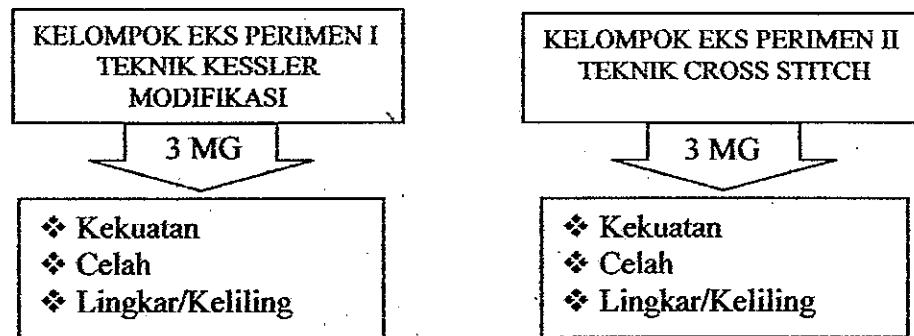 KELOMPOK EKS PERIMEN I
TEKNIK KESSLER
MODIFIKASI
3 MG
❖ Kekuatan
❖ Celah
❖ Lingkar/Keliling
KELOMPOK EKS PERIMEN II
TEKNIK CROSS STITCH
3 MG
❖ Kekuatan
❖ Celah
❖ Lingkar/Keliling